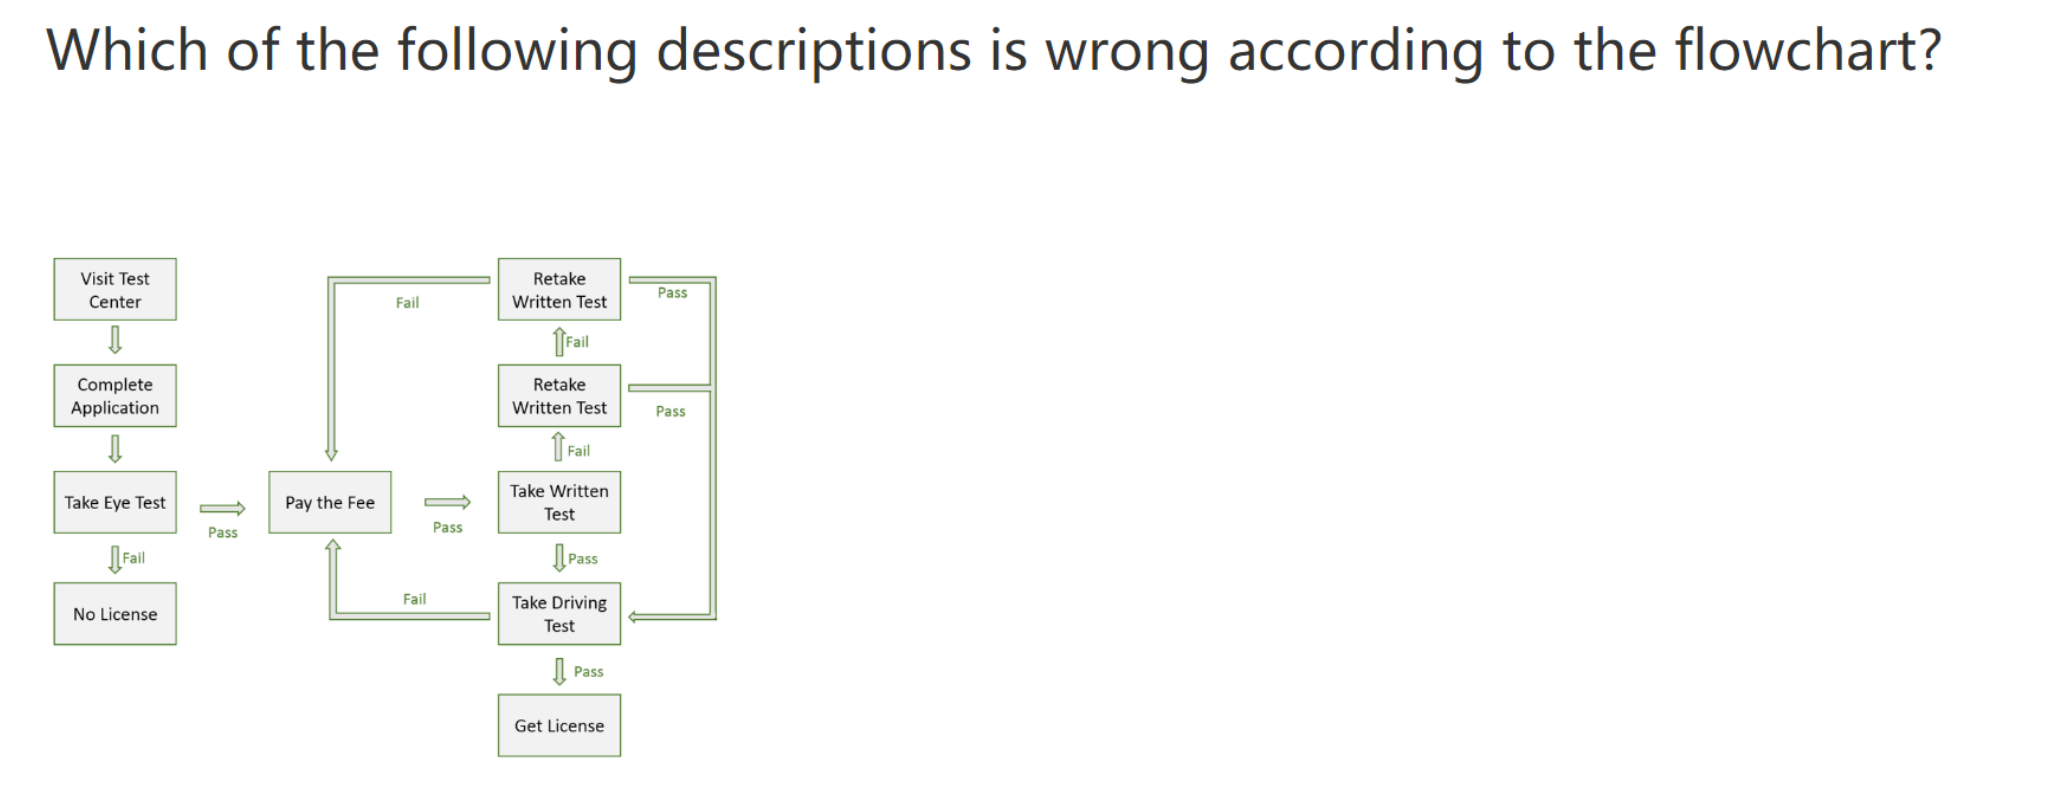 Which of the following descriptions is wrong according to the flowchart?
Visit Test
Center
Complete
Application
Take Eye Test
Pass
Fail
No License
Pay the Fee
Pass
Fail
Fail
Retake
Written Test
Pass
Fail
Retake
Written Test
Pass
Fail
Take Written
Test
Pass
Take Driving
Test
Pass
Get License